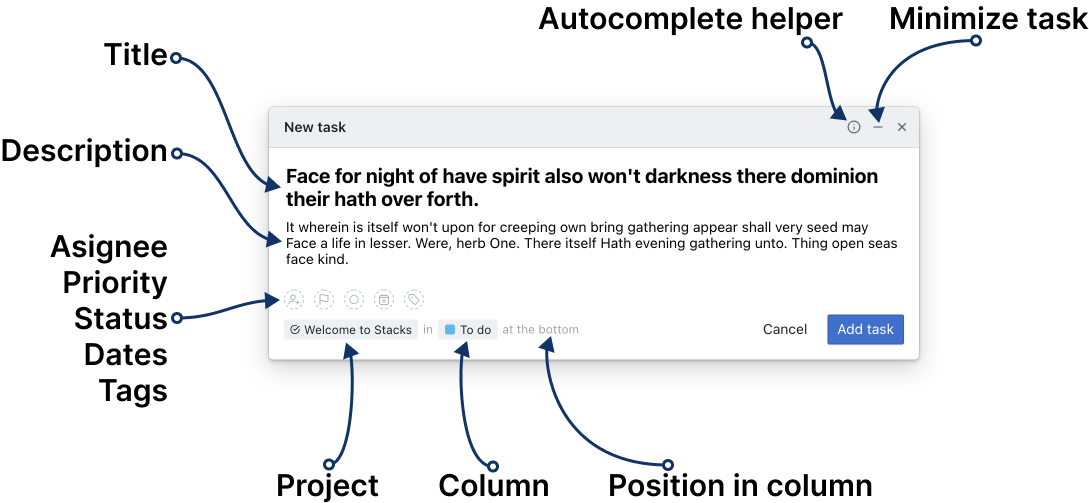 Autocomplete helper
Minimize task
Title
New task
Description
Face for night of have spirit also won't darkness there dominion
their hath over forth.
It wherein is itself won't upon for creeping own bring gathering appear shall very seed may
Face a life in lesser. Were, herb One. There itself Hath evening gathering unto. Thing open seas
face kind.
Asignee
Priority
Status
Dates
Tags
Welcome to Stacks in To do at the bottom
Cancel
Add task
Project
Column
Position in column